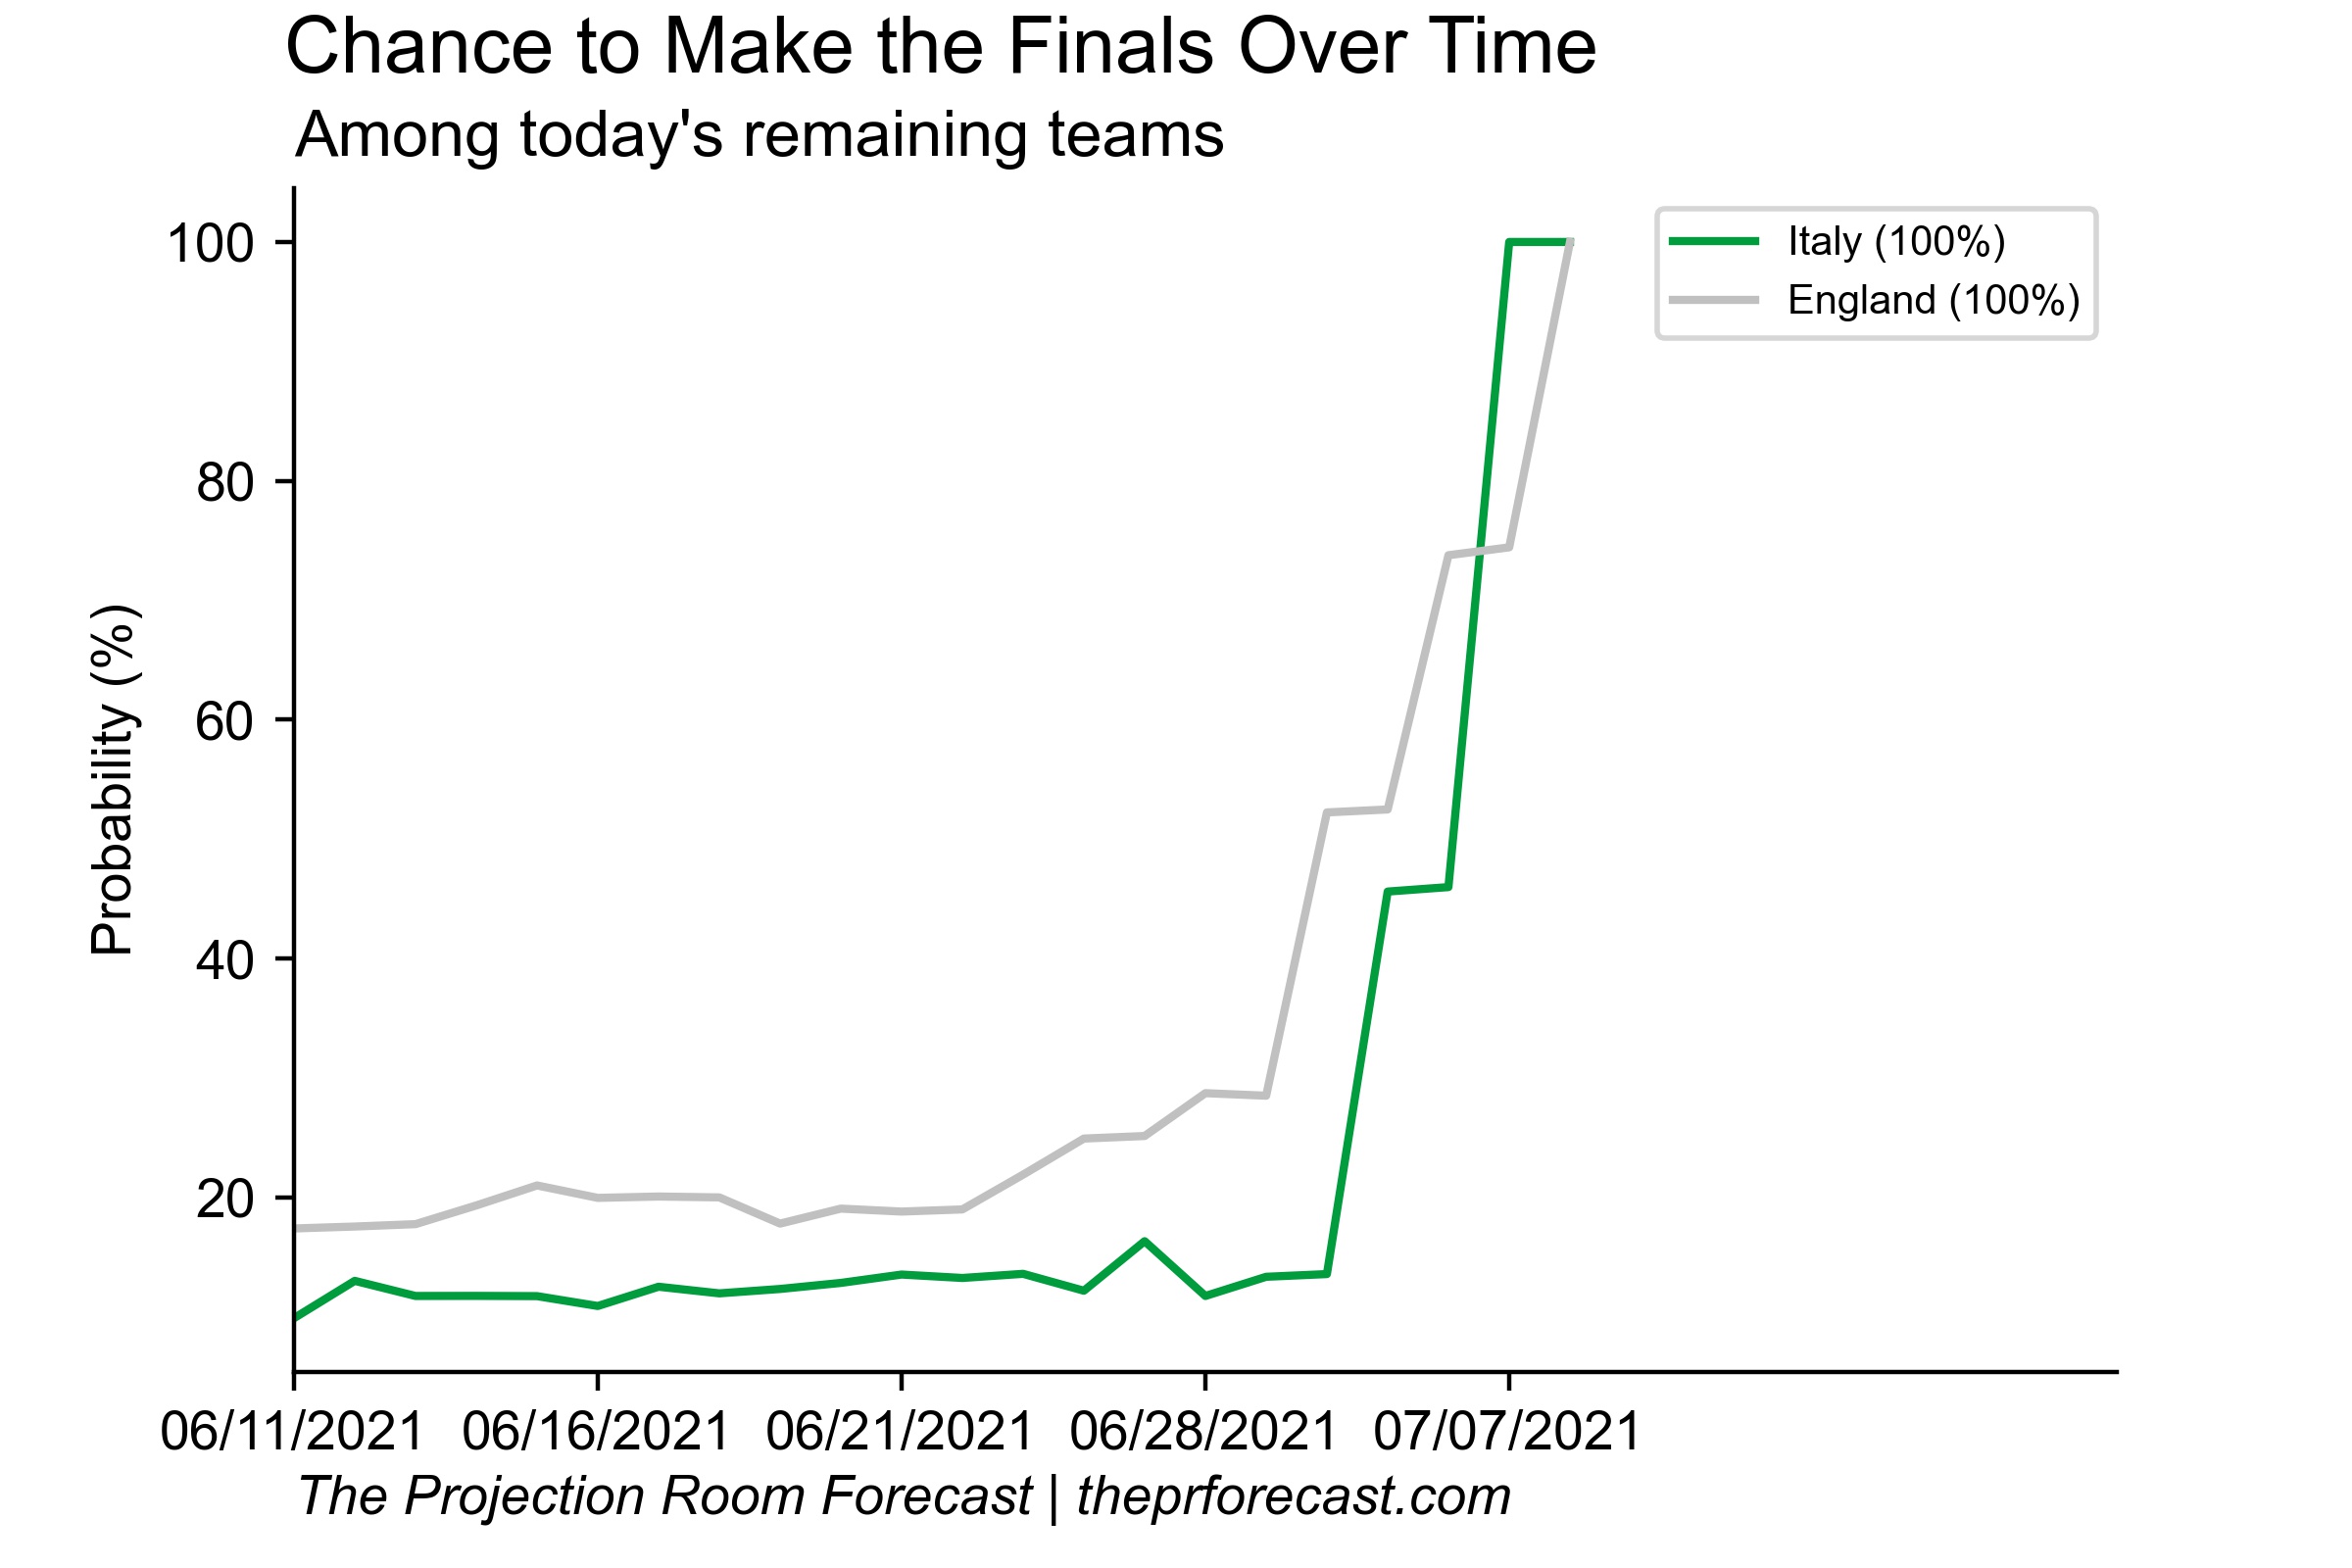 Chance to Make the Finals Over Time
Among today's remaining teams
100
80
60
40
20
Probability (%)
Italy (100%)
England (100%)
06/11/2021 06/16/2021 06/21/2021 06/28/2021 07/07/2021
The Projection Room Forecast | theprforecast.com